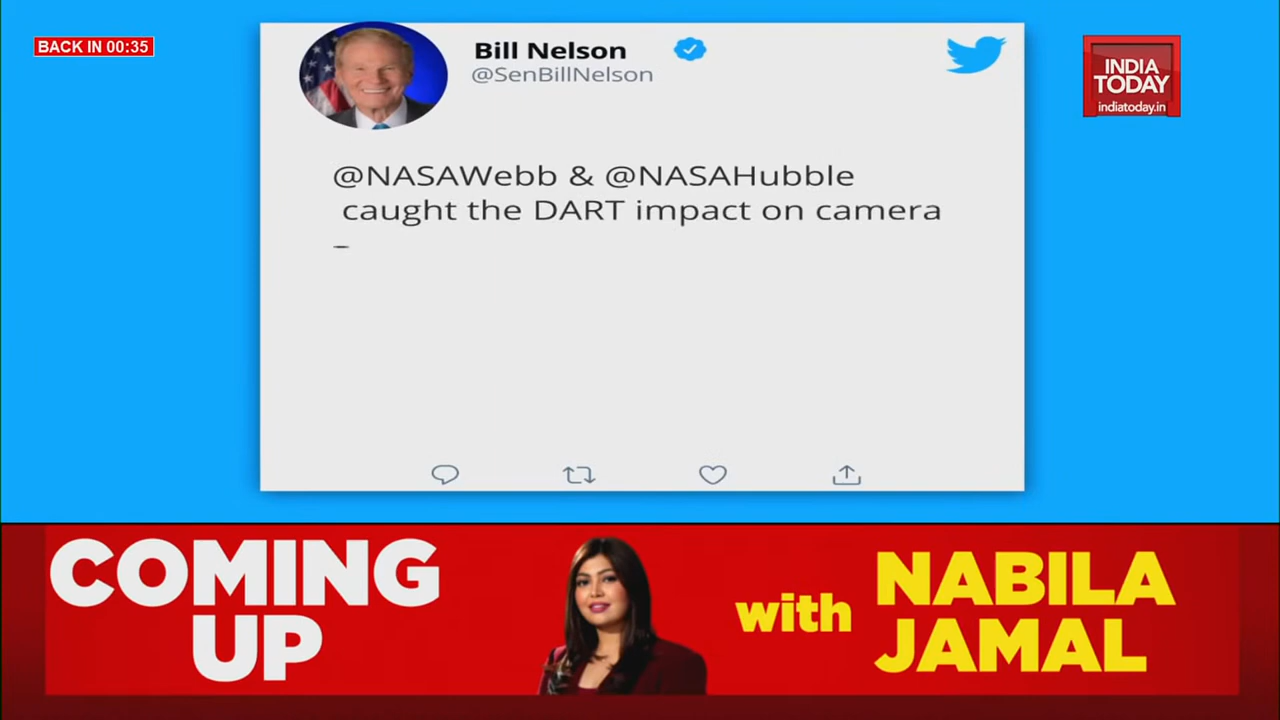 BACK IN 00:35
Bill Nelson
@SenBillNelson
INDIA
TODAY
indiatoday.in
@NASAWebb & @NASAHubble
caught the DART impact on camera
–
COMING
UP
with
NABILA
JAMAL